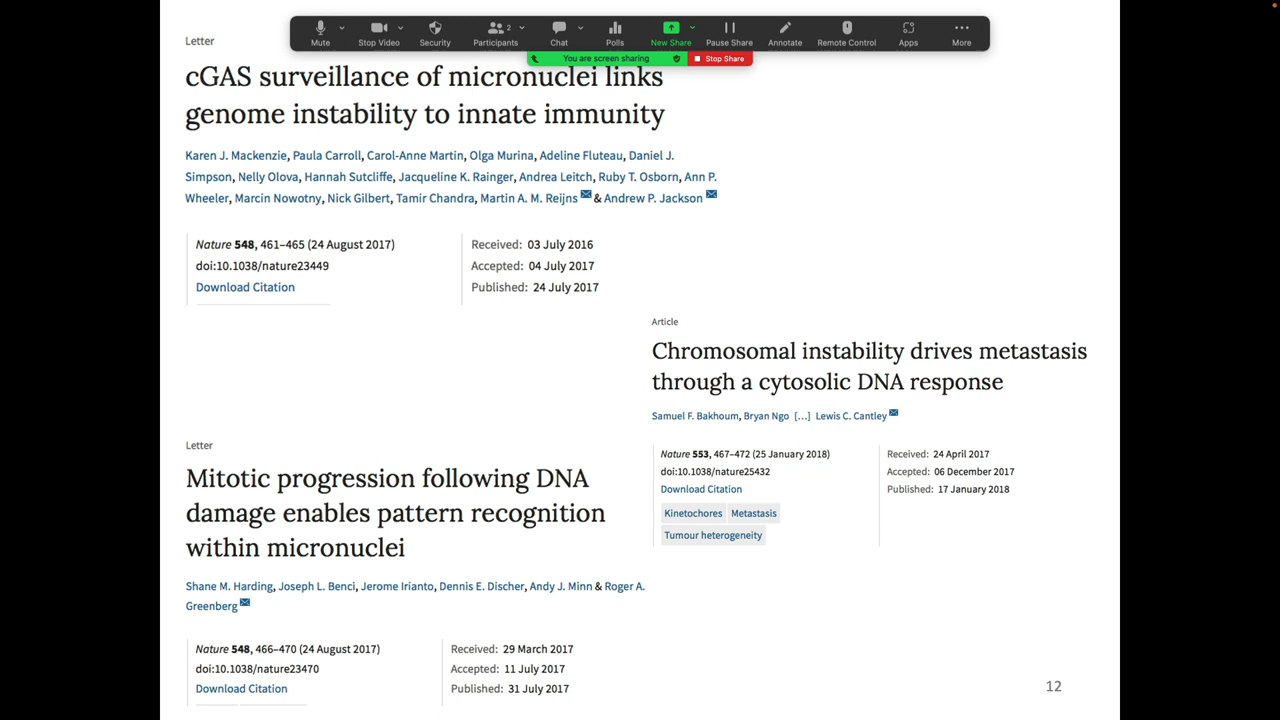 Mute
Stop Video
Security
Participants
2
Chat
Polls
New Share
Pause Share
Annotate
Remote Control
Apps
More
You are screen sharing
Stop Share
Letter
cGAS surveillance of micronuclei links
genome instability to innate immunity
Karen J. Mackenzie, Paula Carroll, Carol-Anne Martin, Olga Murina, Adeline Fluteau, Daniel J.
Simpson, Nelly Olova, Hannah Sutcliffe, Jacqueline K. Rainger, Andrea Leitch, Ruby T. Osborn, Ann P.
Wheeler, Marcin Nowotny, Nick Gilbert, Tamir Chandra, Martin A. M. Reijns & Andrew P. Jackson
Nature 548, 461–465 (24 August 2017)
doi:10.1038/nature23449
Download Citation
Received: 03 July 2016
Accepted: 04 July 2017
Published: 24 July 2017
Article
Chromosomal instability drives metastasis
through a cytosolic DNA response
Samuel F. Bakhoum, Bryan Ngo [...] Lewis C. Cantley
Nature 553, 467–472 (25 January 2018)
doi:10.1038/nature25432
Download Citation
Kinetochores Metastasis
Tumour heterogeneity
Received: 24 April 2017
Accepted: 06 December 2017
Published: 17 January 2018
Letter
Mitotic progression following DNA
damage enables pattern recognition
within micronuclei
Shane M. Harding, Joseph L. Benci, Jerome Irianto, Dennis E. Discher, Andy J. Minn & Roger A.
Greenberg
Nature 548, 466–470 (24 August 2017)
doi:10.1038/nature23470
Download Citation
Received: 29 March 2017
Accepted: 11 July 2017
Published: 31 July 2017
12